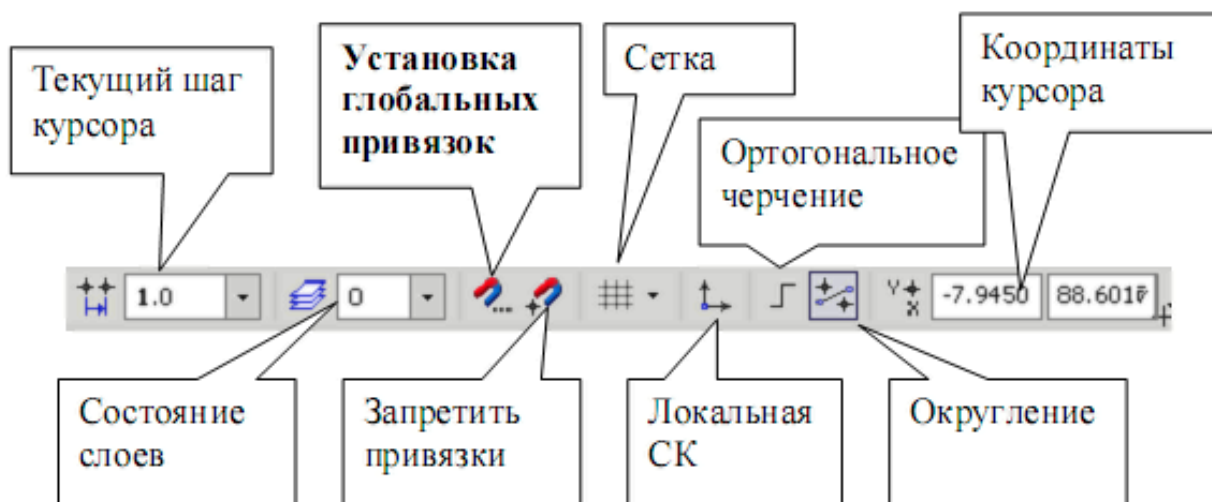 Текущий шаг
курсора
Установка
глобальных
привязок
Сетка
Координаты
курсора
Ортогональное
черчение
1.0
0
Y
X
-7.9450
88.6017
Состояние
слоев
Запретить
привязки
Локальная
СК
Округление